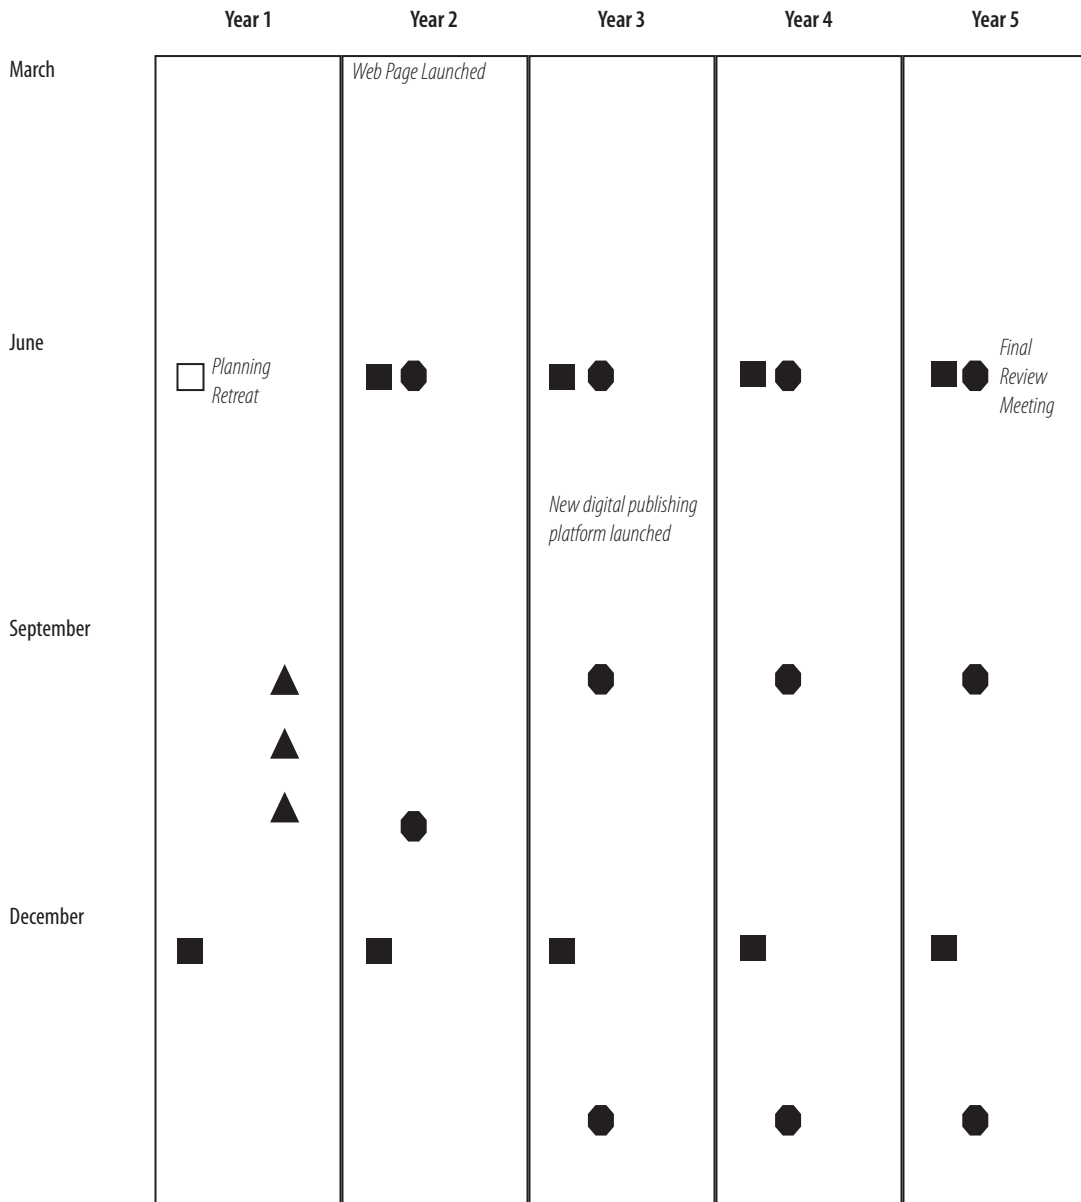 Year 1 Year 2 Year 3 Year 4 Year 5
March
Web Page Launched
June
Planning
Retreat
Final
Review
Meeting
New digital publishing
platform launched
September
December